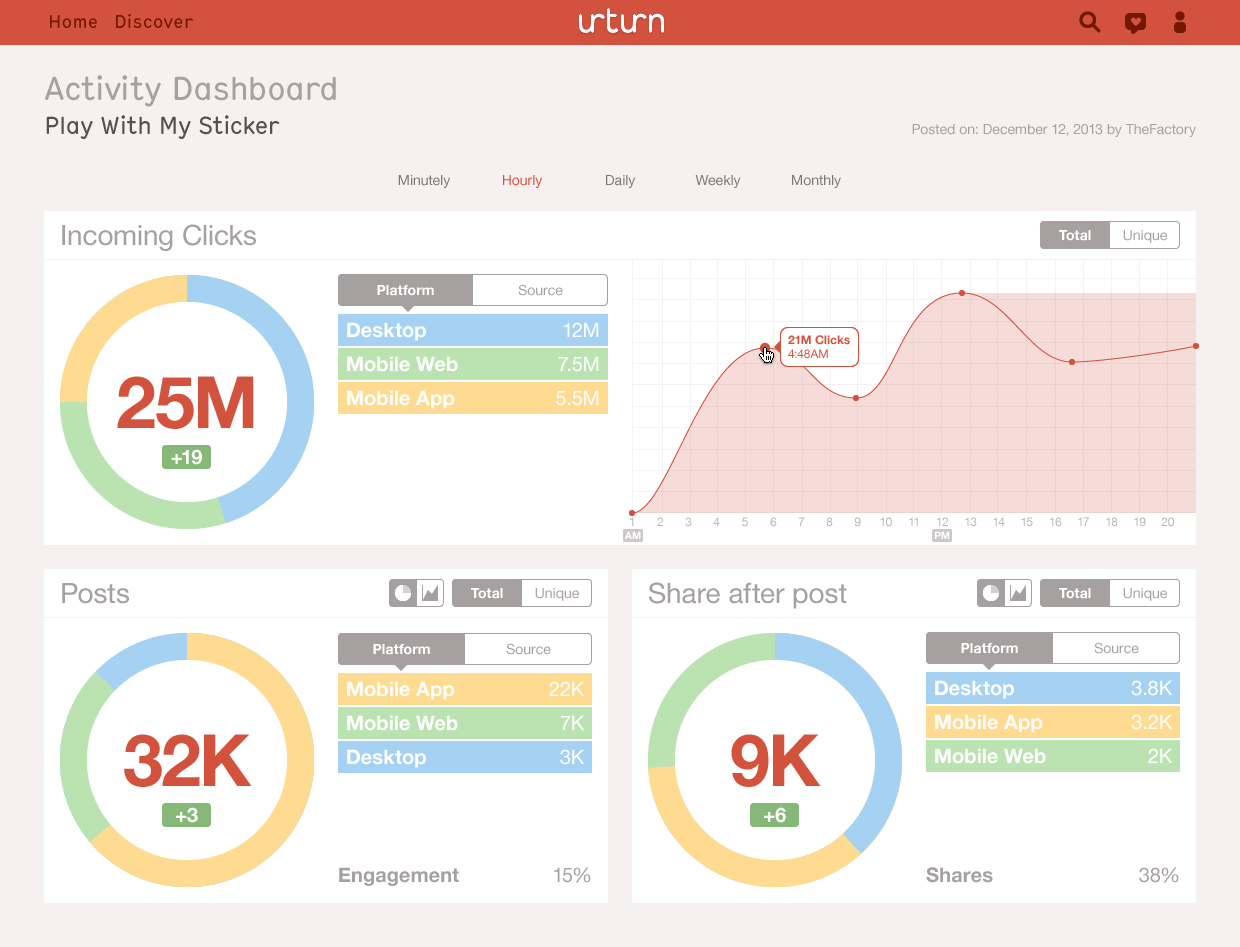 Home Discover urturn
Activity Dashboard
Play With My Sticker
Posted on: December 12, 2013 by TheFactory
Minutely Hourly Daily Weekly Monthly
Incoming Clicks
Total Unique
25M
+19
Platform Source
Desktop 12M
Mobile Web 7.5M
Mobile App 5.5M
21M Clicks
4:48AM
1 2 3 4 5 6 7 8 9 10 11 12 13 14 15 16 17 18 19 20
AM PM
Posts
Total Unique
32K
+3
Platform Source
Mobile App 22K
Mobile Web 7K
Desktop 3K
Engagement 15%
Share after post
Total Unique
9K
+6
Platform Source
Desktop 3.8K
Mobile App 3.2K
Mobile Web 2K
Shares 38%